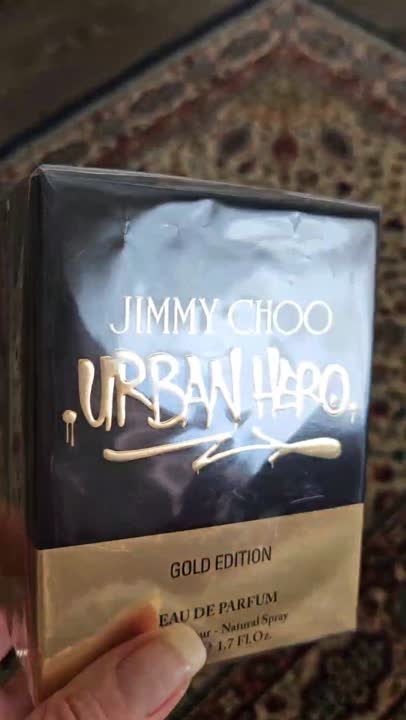 JIMMY CHOO
URBAN HERO
GOLD EDITION
EAU DE PARFUM
- Natural Spray
1.7 FL.Oz.